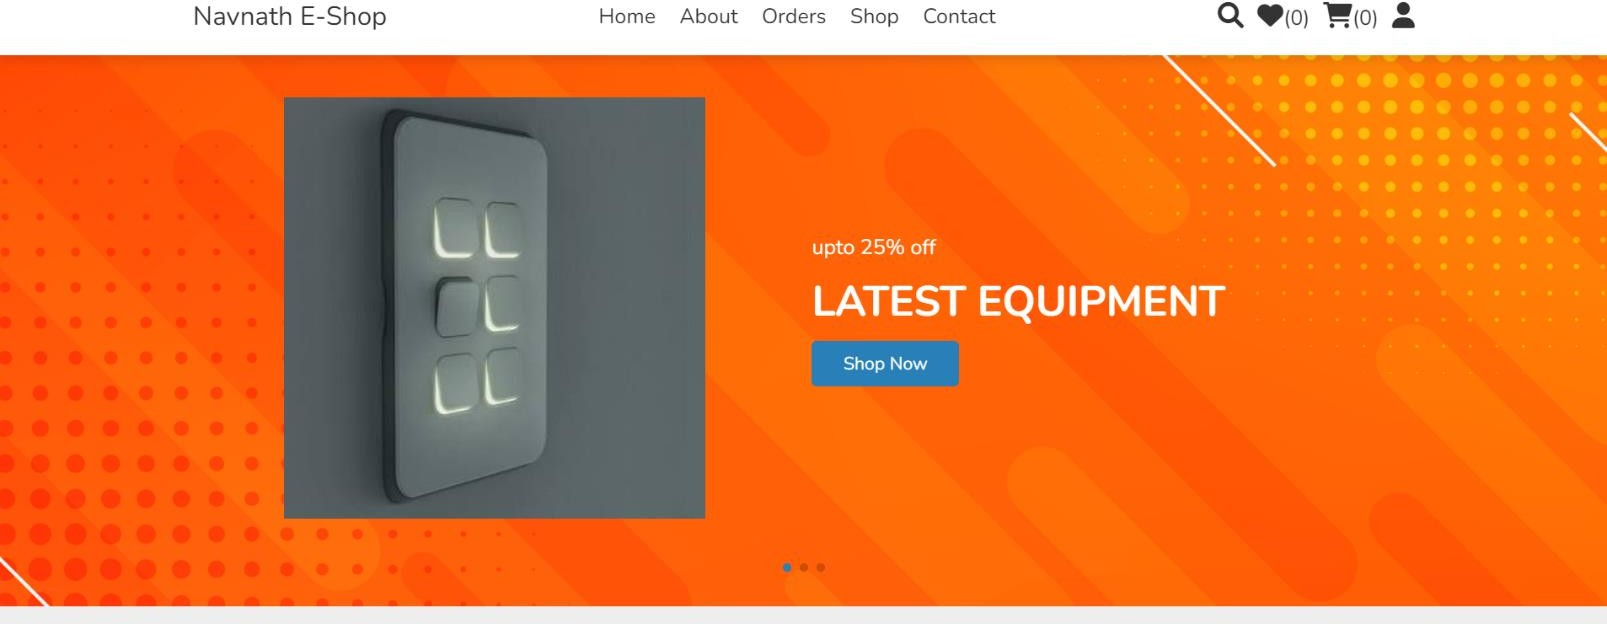 Navnath E-Shop
Home About Orders Shop Contact
(0) (0)
upto 25% off
LATEST EQUIPMENT
Shop Now